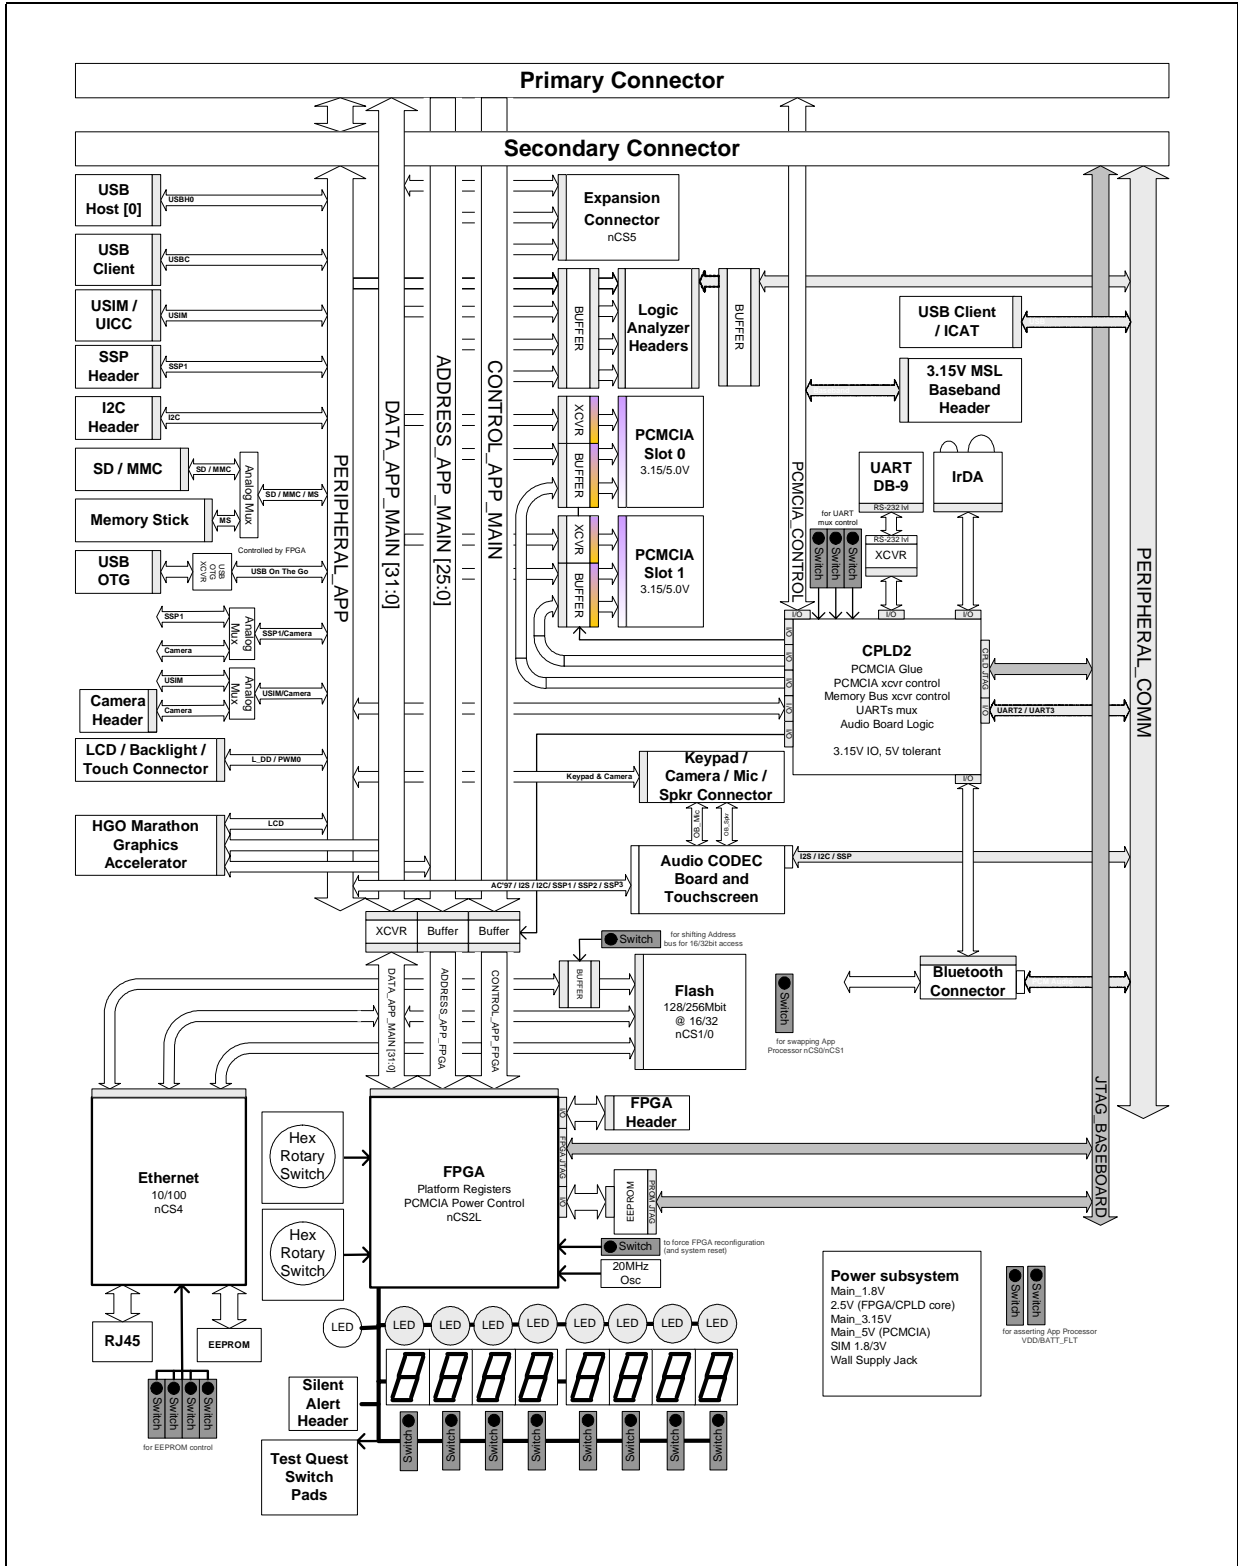 Primary Connector
Secondary Connector
USB
Host [0]
USBH0
USB
Client
USBC
USIM /
UICC
USIM
SSP
Header
SSP1
I2C
Header
I2C
SD / MMC
SD / MMC
Analog Mux
SD / MMC / MS
Memory Stick
MS
Controlled by FPGA
USB
OTG
USB
OTG
XCVR
USB On The Go
SSP1
Camera
Analog
Mux
SSP1/Camera
USIM
Camera
Analog
Mux
USIM/Camera
Camera
Header
LCD / Backlight /
Touch Connector
L_DD / PWM0
HGO Marathon
Graphics
Accelerator
LCD
PERIPHERAL_APP
DATA_APP_MAIN [31:0]
ADDRESS_APP_MAIN [25:0]
CONTROL_APP_MAIN
Expansion
Connector
nCS5
BUFFER
Logic
Analyzer
Headers
BUFFER
XCVR
BUFFER
PCMCIA
Slot 0
3.15/5.0V
XCVR
BUFFER
PCMCIA
Slot 1
3.15/5.0V
USB Client
/ ICAT
3.15V MSL
Baseband
Header
PCMCIA_CONTROL
UART
DB-9
RS-232 lvl
RS-232 lvl
XCVR
IrDA
for UART
mux control
Switch
Switch
Switch
I/O
I/O
I/O
I/O
I/O
I/O
I/O
I/O
CPLD2
PCMCIA Glue
PCMCIA xcvr control
Memory Bus xcvr control
UARTs mux
Audio Board Logic
3.15V IO, 5V tolerant
CPLD JTAG
I/O
I/O
UART2 / UART3
PERIPHERAL_COMM
JTAG_BASEBOARD
Keypad & Camera
Keypad /
Camera / Mic /
Spkr Connector
OB_Mic
OB_Spkr
Audio CODEC
Board and
Touchscreen
I2S / I2C / SSP
AC'97 / I2S / I2C/ SSP1 / SSP2 / SSP3
XCVR
Buffer
Buffer
DATA_APP_MAIN [31:0]
ADDRESS_APP_FPGA
CONTROL_APP_FPGA
Switch
for shifting Address
bus for 16/32bit access
BUFFER
Flash
128/256Mbit
@ 16/32
nCS1/0
Switch
for swapping App
Processor nCS0/nCS1
Bluetooth
Connector
Ethernet
10/100
nCS4
Hex
Rotary
Switch
Hex
Rotary
Switch
FPGA
Platform Registers
PCMCIA Power Control
nCS2L
I/O
FPGA JTAG
I/O
FPGA
Header
EEPROM
PROM JTAG
Switch
to force FPGA reconfiguration
(and system reset)
20MHz
Osc
RJ45
EEPROM
Switch
Switch
Switch
Switch
for EEPROM control
LED
LED
LED
LED
LED
LED
LED
LED
LED
8 8 8 8 8 8 8 8
Silent
Alert
Header
Test Quest
Switch
Pads
Switch
Switch
Switch
Switch
Switch
Switch
Switch
Switch
Power subsystem
Main_1.8V
2.5V (FPGA/CPLD core)
Main_3.15V
Main_5V (PCMCIA)
SIM 1.8/3V
Wall Supply Jack
Switch
Switch
for asserting App Processor
VDD/BATT_FLT